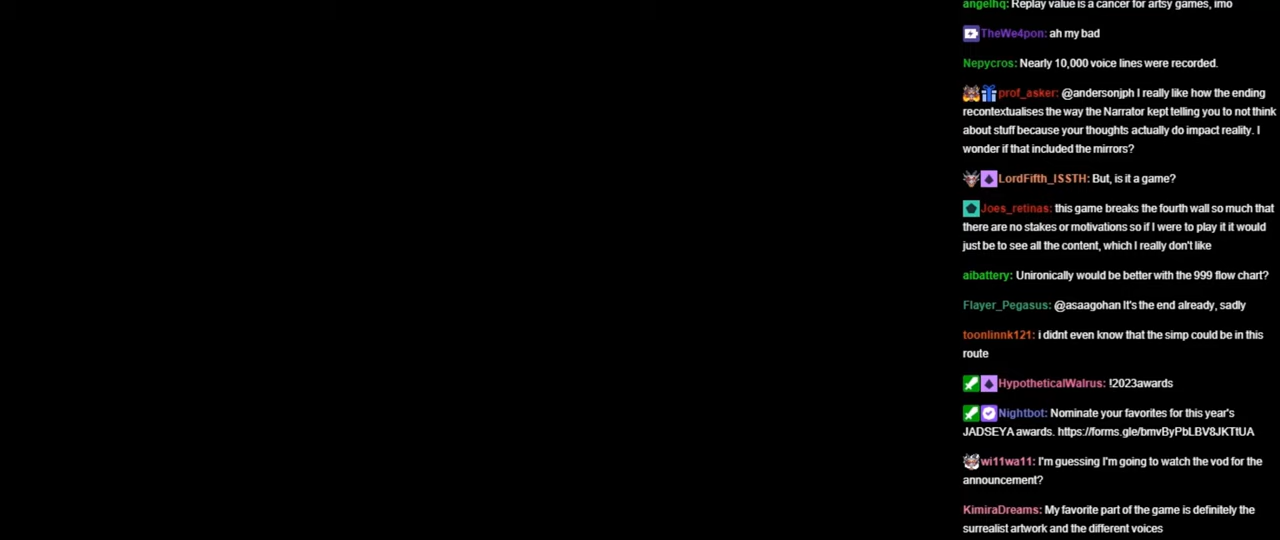 angelhq: Replay value is a cancer for artsy games, imo
TheWe4pon: ah my bad
Nepycros: Nearly 10,000 voice lines were recorded.
prof_asker: @andersonjph I really like how the ending
recontextualises the way the Narrator kept telling you to not think
about stuff because your thoughts actually do impact reality. I
wonder if that included the mirrors?
LordFifth_ISSTH: But, is it a game?
Joes_retinas: this game breaks the fourth wall so much that
there are no stakes or motivations so if I were to play it it would
just be to see all the content, which I really don't like
aibattery: Unironically would be better with the 999 flow chart?
Flayer_Pegasus: @asaagohan It's the end already, sadly
toonlinnk121: i didnt even know that the simp could be in this
route
HypotheticalWalrus: !2023awards
Nightbot: Nominate your favorites for this year's
JADSEYA awards. https://forms.gle/bmvByPbLBV8JKTtUA
wi11wa11: I'm guessing I'm going to watch the vod for the
announcement?
KimiraDreams: My favorite part of the game is definitely the
surrealist artwork and the different voices